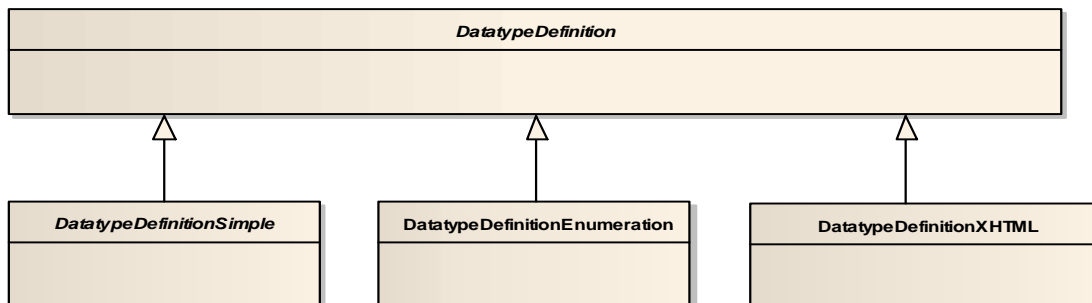 DatatypeDefinition
DatatypeDefinitionSimple
DatatypeDefinitionEnumeration
DatatypeDefinitionXHTML